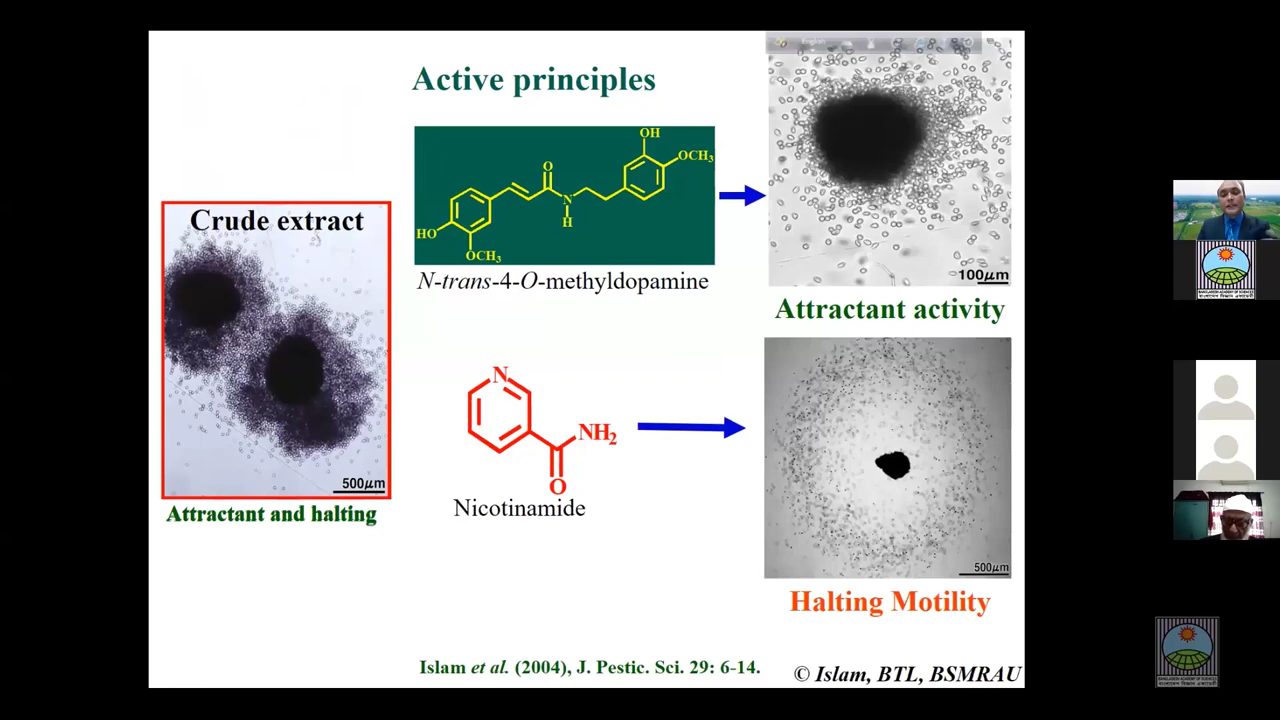 Active principles
Crude extract
500μm
Attractant and halting
OH
OCH₃
O
N
H
HO
OCH₃
N-trans-4-O-methyldopamine
English
100μm
Attractant activity
N
NH₂
O
Nicotinamide
500μm
Halting Motility
Islam et al. (2004), J. Pestic. Sci. 29: 6-14.
© Islam, BTL, BSMRAU